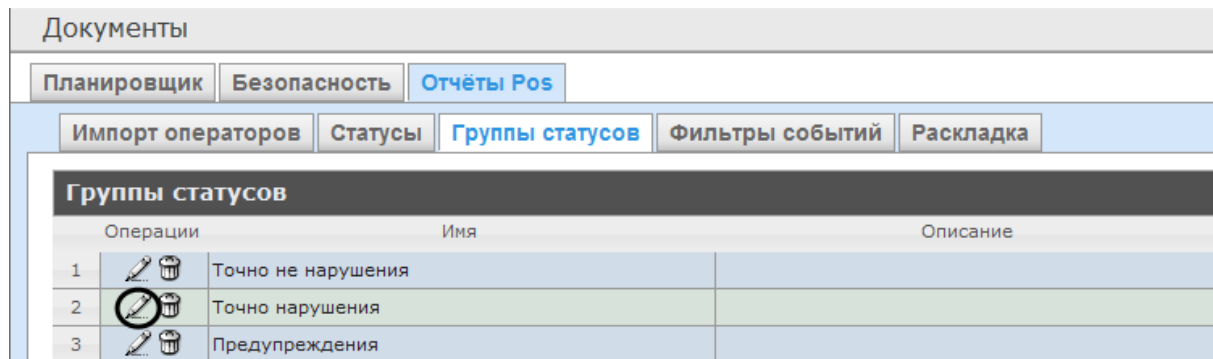 Документы
Планировщик Безопасность Отчёты Pos
Импорт операторов Статусы Группы статусов Фильтры событий Раскладка
Группы статусов
Операции Имя Описание
1 Точно не нарушения
2 Точно нарушения
3 Предупреждения